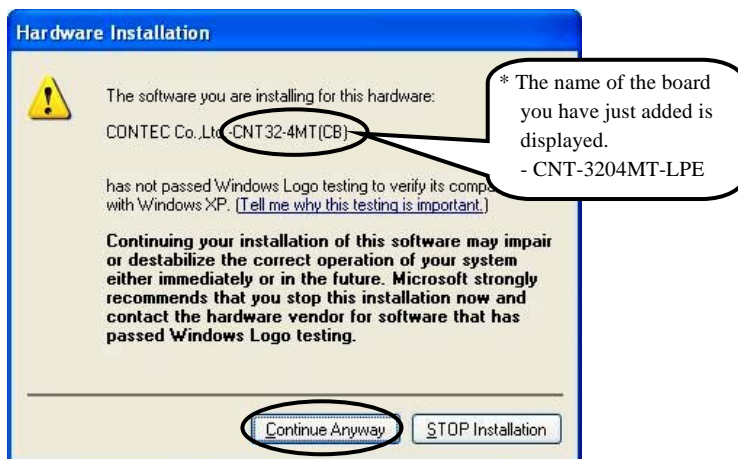 Hardware Installation
The software you are installing for this hardware:
CONTEC Co.,Ltd.-CNT32-4MT(CB)
has not passed Windows Logo testing to verify its
with Windows XP. (Tell me why this testing is important.)
Continuing your installation of this software may impair
or destabilize the correct operation of your system
either immediately or in the future. Microsoft strongly
recommends that you stop this installation now and
contact the hardware vendor for software that has
passed Windows Logo testing.
Continue Anyway
STOP Installation
* The name of the board
you have just added is
displayed.
- CNT-3204MT-LPE